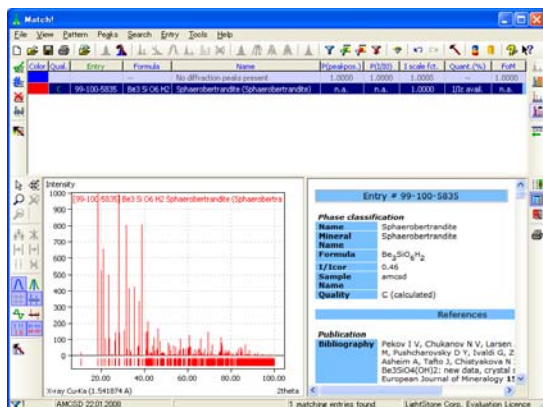 Match!
File View Pattern Peaks Search Entry Tools Help
Color Qual. Entry Formula Name P(peakpos.) P(I/I0) I scale fct. Quant.(%) FoM
-- No diffraction peaks present 1.0000 1.0000 1.0000 1.0000
C 99-100-5835 Be3 Si O6 H2 Sphaerobertrandite (Sphaerobertrandite) n.a. n.a. 1.0000 I/Ic avail. n.a.
Intensity
[99-100-5835] Be3 Si O6 H2 Sphaerobertrandite (Sphaerobertra
1000
900
800
700
600
500
400
300
200
100
0
20.00 40.00 60.00 80.00 100.00
X-ray Cu-Ka (1.541874 A) 2theta
Entry # 99-100-5835
Phase classification
Name Sphaerobertrandite
Mineral Name Sphaerobertrandite
Formula Be3SiO6H2
I/Icor 0.46
Sample Name amcsd
Quality C (calculated)
References
Publication
Bibliography Pekov I V, Chukanov N V, Larsen
M, Pushcharovsky D Y, Ivaldi G, Z
Asheim A, Tafto J, Chistyakova N
Be3SiO4(OH)2: new data, crystal
European Journal of Mineralogy 15
AMCSD 22.01.2008 1 matching entries found LightStone Corp. Evaluation Licence